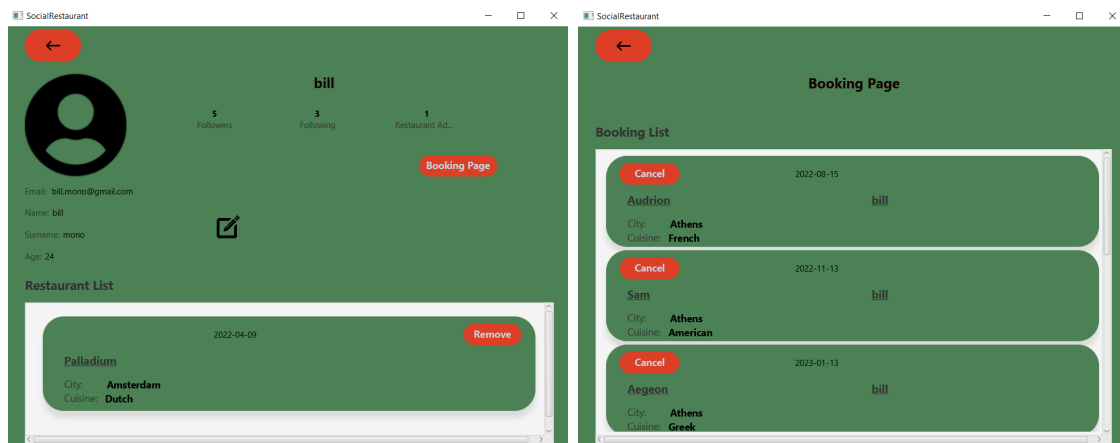 SocialRestaurant
bill
5 3 1
Followers Following Restaurant Ad...
Booking Page
Email: bill.mono@gmail.com
Name: bill
Surname: mono
Age: 24
Restaurant List
2022-04-09 Remove
Palladium
City: Amsterdam
Cuisine: Dutch
SocialRestaurant
Booking Page
Booking List
Cancel 2022-08-15
Audrion bill
City: Athens
Cuisine: French
Cancel 2022-11-13
Sam bill
City: Athens
Cuisine: American
Cancel 2023-01-13
Aegeon bill
City: Athens
Cuisine: Greek